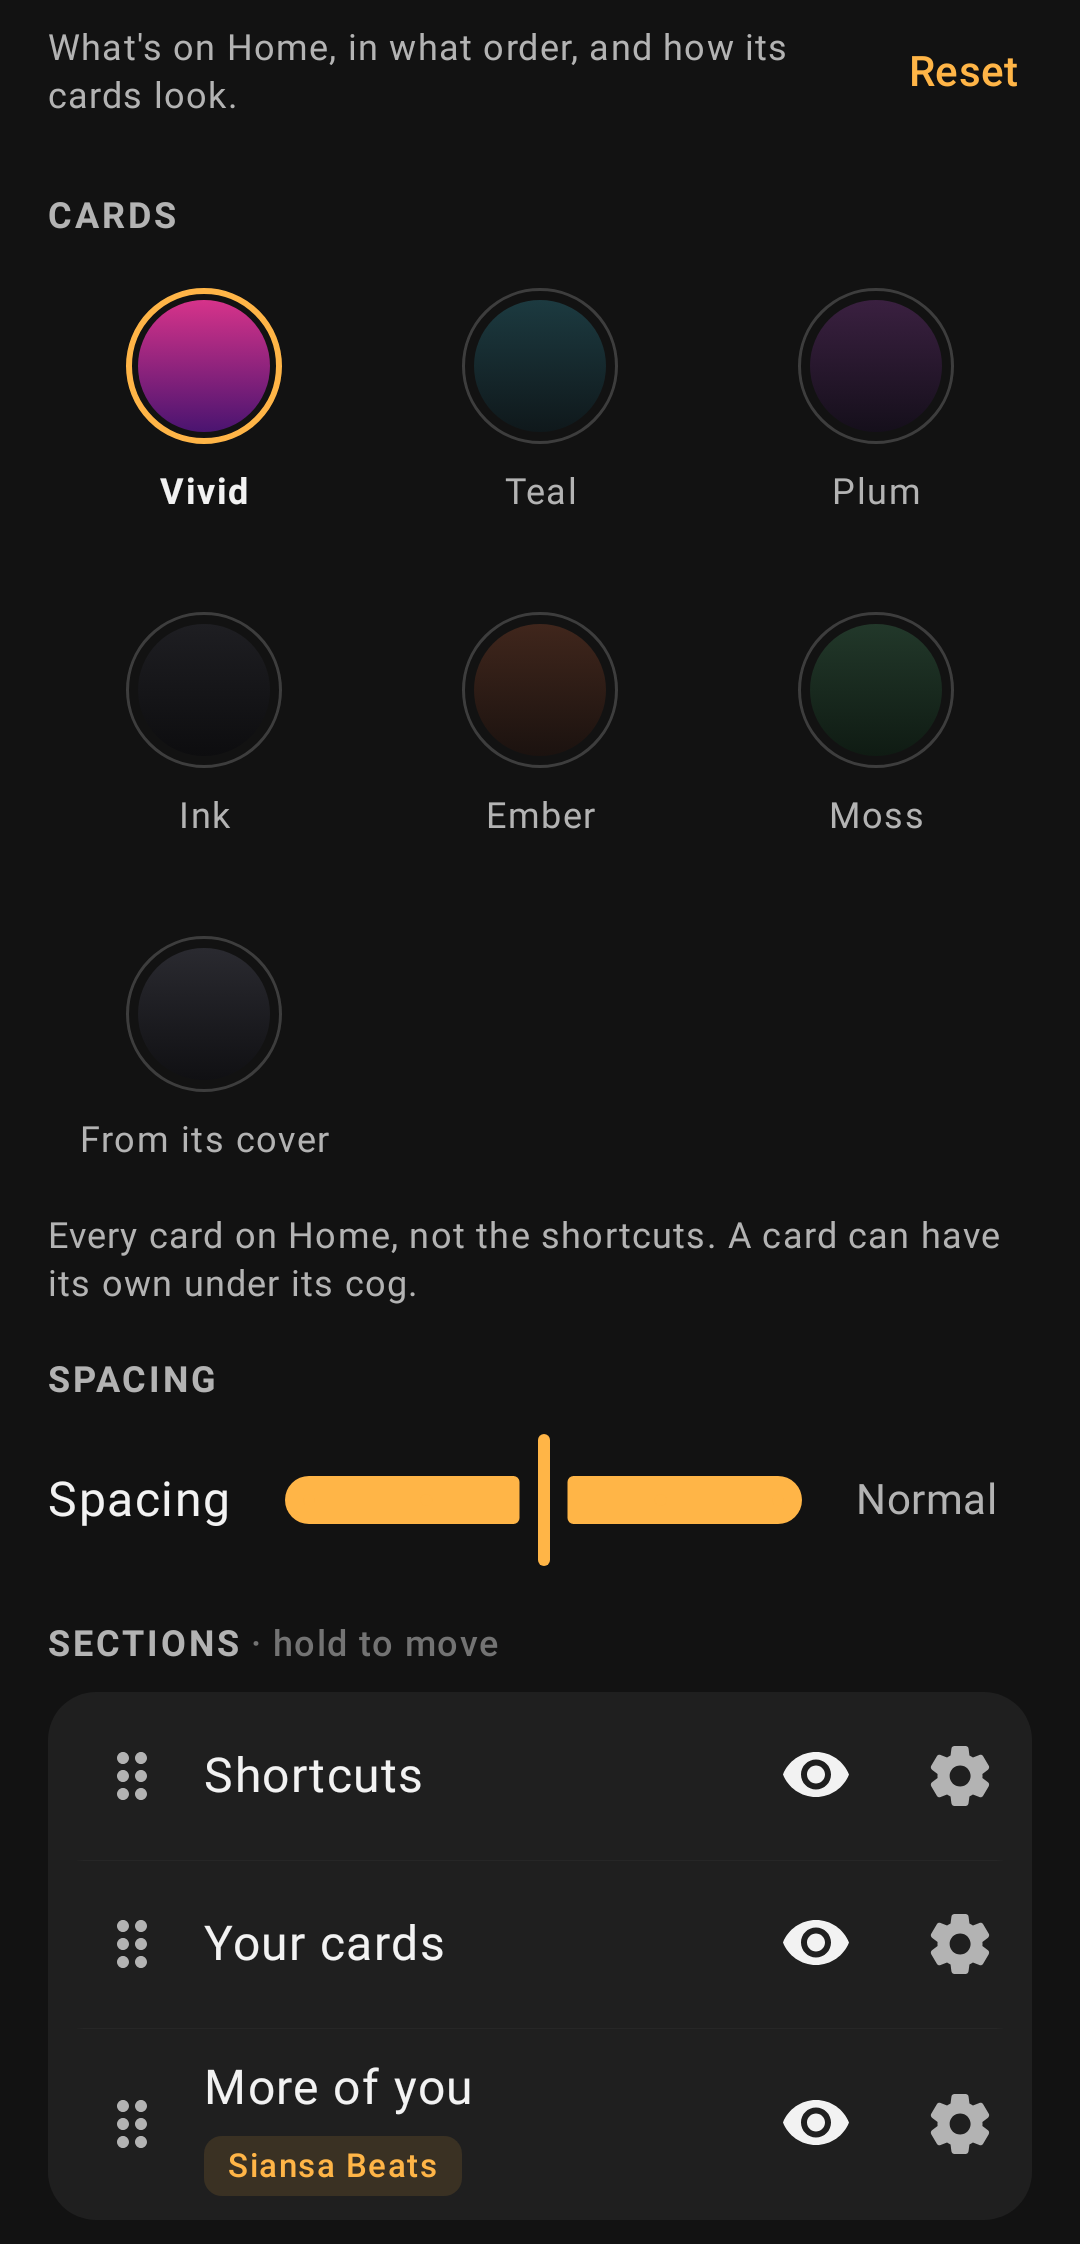 What's on Home, in what order, and how its
cards look.
Reset
CARDS
Vivid
Teal
Plum
Ink
Ember
Moss
From its cover
Every card on Home, not the shortcuts. A card can have
its own under its cog.
SPACING
Spacing
Normal
SECTIONS · hold to move
Shortcuts
Your cards
More of you
Siansa Beats